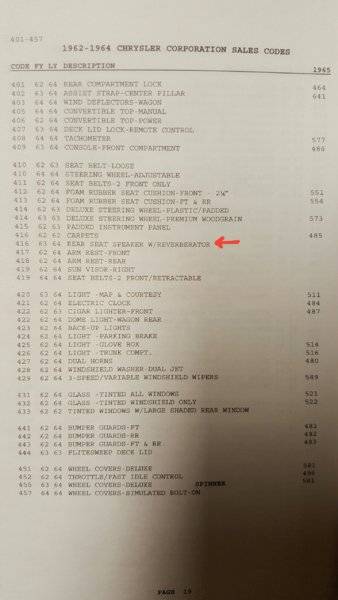 401-457
1962-1964 CHRYSLER CORPORATION SALES CODES
CODE FY LY DESCRIPTION 1965
401 62 64 REAR COMPARTMENT LOCK 464
402 63 64 ASSIST STRAP-CENTER PILLAR 641
403 64 64 WIND DEFLECTORS-WAGON
405 62 64 CONVERTIBLE TOP-MANUAL
406 62 64 CONVERTIBLE TOP-POWER
407 63 64 DECK LID LOCK-REMOTE CONTROL
408 64 64 TACHOMETER 577
409 63 64 CONSOLE-FRONT COMPARTMENT 486
410 62 63 SEAT BELT-LOOSE
410 64 64 STEERING WHEEL-ADJUSTABLE
411 62 64 SEAT BELTS-2 FRONT ONLY
412 62 64 FOAM RUBBER SEAT CUSHION-FRONT - 2¼" 551
413 62 64 FOAM RUBBER SEAT CUSHION-FT & RR 554
414 62 63 DELUXE STEERING WHEEL-PLASTIC/PADDED
414 63 63 DELUXE STEERING WHEEL-PREMIUM WOODGRAIN 573
415 62 63 PADDED INSTRUMENT PANEL
416 62 62 CARPETS 485
416 63 64 REAR SEAT SPEAKER W/REVERBERATOR
417 62 64 ARM REST-FRONT
418 62 64 ARM REST-REAR
419 62 63 SUN VISOR-RIGHT
419 64 64 SEAT BELTS-2 FRONT/RETRACTABLE
420 63 64 LIGHT -MAP & COURTESY 511
421 62 64 ELECTRIC CLOCK 484
422 62 63 CIGAR LIGHTER-FRONT 487
422 64 64 DOME LIGHT-WAGON REAR
423 62 64 BACK-UP LIGHTS
424 62 64 LIGHT -PARKING BRAKE
425 62 64 LIGHT -GLOVE BOX 514
426 62 64 LIGHT -TRUNK COMPT. 516
427 62 64 DUAL HORNS 480
428 62 64 WINDSHIELD WASHER-DUAL JET
429 62 64 3-SPEED/VARIABLE WINDSHIELD WIPERS 589
431 62 64 GLASS -TINTED ALL WINDOWS 521
432 62 64 GLASS -TINTED WINDSHIELD ONLY 522
433 62 62 TINTED WINDOWS W/LARGE SHADED REAR WINDOW
441 62 64 BUMPER GUARDS-FT 482
442 62 64 BUMPER GUARDS-RR 482
443 62 64 BUMPER GUARDS-FT & RR 483
444 63 63 FLITESWEEP DECK LID
451 62 64 WHEEL COVERS-DELUXE 581
452 62 64 THROTTLE/FAST IDLE CONTROL 496
455 63 64 WHEEL COVERS-DELUXE SPINNER 581
457 64 64 WHEEL COVERS-SIMULATED BOLT-ON
PAGE 19